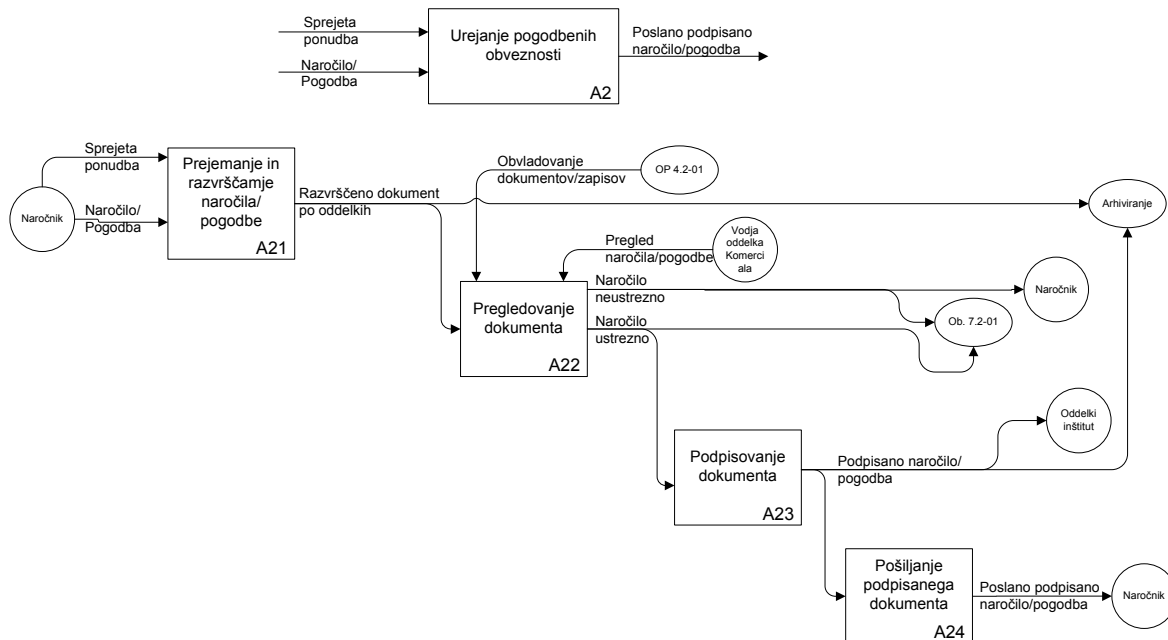 Sprejeta
ponudba
Naročilo/
Pogodba
Urejanje pogodbenih
obveznosti
A2
Poslano podpisano
naročilo/pogodba
Naročnik
Sprejeta
ponudba
Naročilo/
Pogodba
Prejemanje in
razvrščamje
naročila/
pogodbe
A21
Razvrščeno dokument
po oddelkih
Obvladovanje
dokumentov/zapisov
OP 4.2-01
Arhiviranje
Pregled
naročila/pogodbe
Vodja
oddelka
Komerci
ala
Pregledovanje
dokumenta
A22
Naročilo
neustrezno
Naročilo
ustrezno
Naročnik
Ob. 7.2-01
Podpisovanje
dokumenta
A23
Podpisano naročilo/
pogodba
Oddelki
inštitut
Pošiljanje
podpisanega
dokumenta
A24
Poslano podpisano
naročilo/pogodba
Naročnik